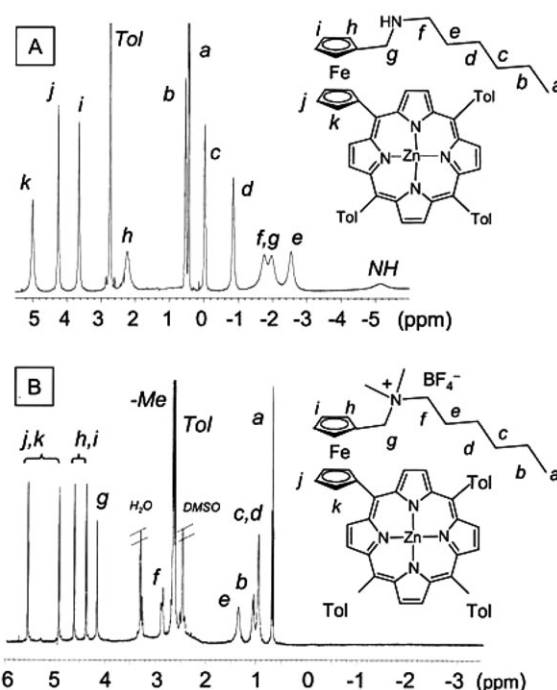 A
Tol
a
j
i
b
c
k
d
h
f,g
e
NH
5 4 3 2 1 0 -1 -2 -3 -4 -5 (ppm)
i
h
HN
f
e
g
d
c
b
a
Fe
j
k
Tol
N
N
Zn
N
N
Tol
Tol
B
-Me
Tol
a
j,k
h,i
g
H₂O
DMSO
c,d
f
b
e
6 5 4 3 2 1 0 -1 -2 -3 (ppm)
BF₄⁻
+
N
i
h
f
e
c
g
d
b
a
Fe
j
k
Tol
N
N
Zn
N
N
Tol
Tol